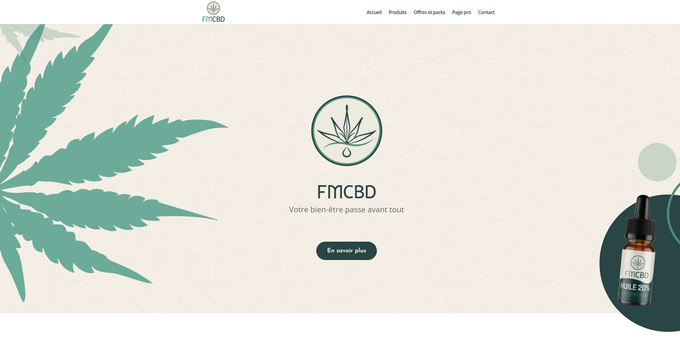 FMCBD
Accueil
Produits
Offres et packs
Page pro
Contact
FMCBD
Votre bien-être passe avant tout
En savoir plus
FMCBD
HUILE 20%